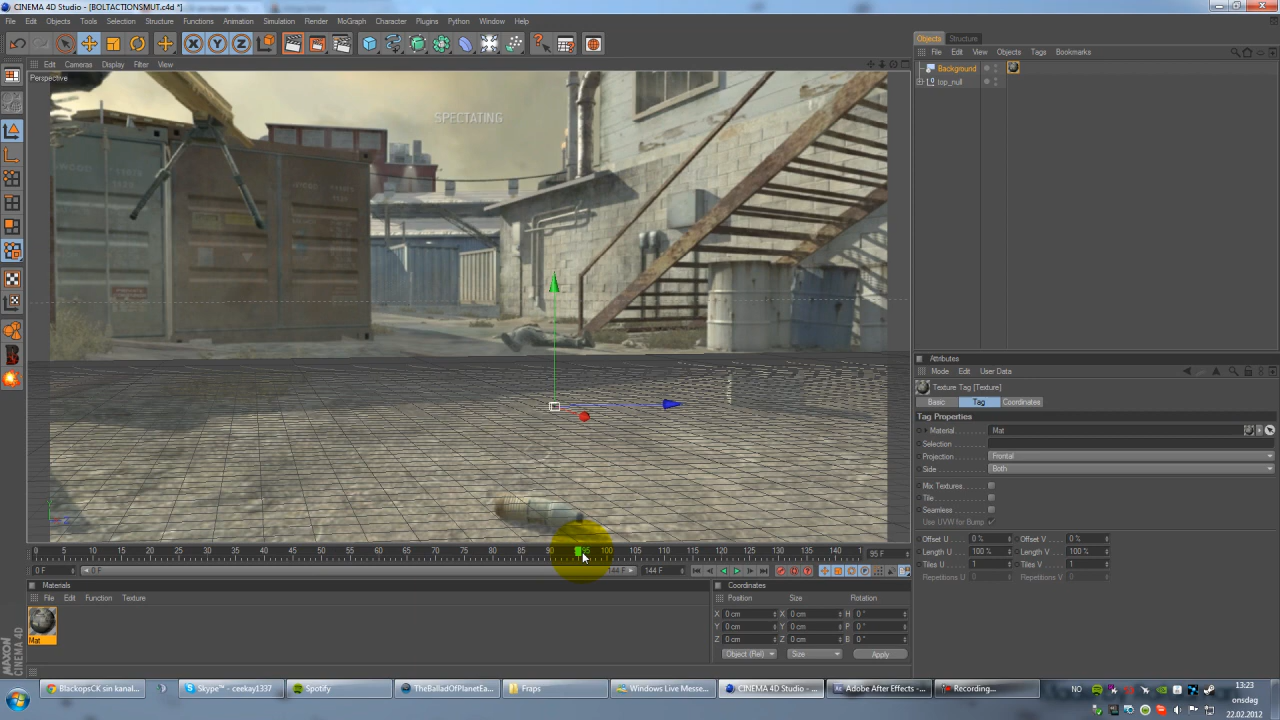 CINEMA 4D Studio - [BOLTACTIONSMUT.c4d *]
File Edit Objects Tools Selection Structure Functions Animation Simulation Render MoGraph Character Plugins Python Window Help
Objects Structure
File Edit View Objects Tags Bookmarks
Edit Cameras Display Filter View
Perspective
Background
top_null
SPECTATING
Attributes
Mode Edit User Data
Texture Tag [Texture]
Basic Tag Coordinates
Tag Properties
Material Mat
Selection
Projection Frontal
Side Both
Mix Textures
Tile
Seamless
Use UVW for Bump
Offset U 0 % Offset V 0 %
Length U 100 % Length V 100 %
Tiles U 1 Tiles V 1
Repetitions U 0 Repetitions V 0
0 5 10 15 20 25 30 35 40 45 50 55 60 65 70 75 80 85 90 95 100 105 110 115 120 125 130 135 140 1 95 F
0 F 0 F 144 F 144 F
Materials
File Edit Function Texture
Mat
Coordinates
Position Size Rotation
X 0 cm X 0 cm H 0 °
Y 0 cm Y 0 cm P 0 °
Z 0 cm Z 0 cm B 0 °
Object (Rel) Size Apply
MAXON CINEMA 4D
BlackopsCK sin kanal... Skype™ - ceekay1337 Spotify TheBalladOfPlanetEa... Fraps Windows Live Messe... CINEMA 4D Studio - ... Adobe After Effects -... Recording... NO
13:23
onsdag
22.02.2012